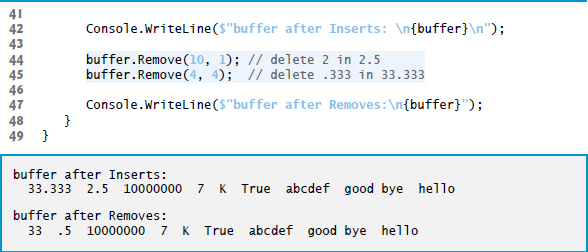 41
42 Console.WriteLine($"buffer after Inserts: \n{buffer}\n");
43
44 buffer.Remove(10, 1); // delete 2 in 2.5
45 buffer.Remove(4, 4);  // delete .333 in 33.333
46
47 Console.WriteLine($"buffer after Removes:\n{buffer}");
48 }
49 }
buffer after Inserts:
33.333  2.5  10000000  7  K  True  abcdef  good bye  hello
buffer after Removes:
33  .5  10000000  7  K  True  abcdef  good bye  hello